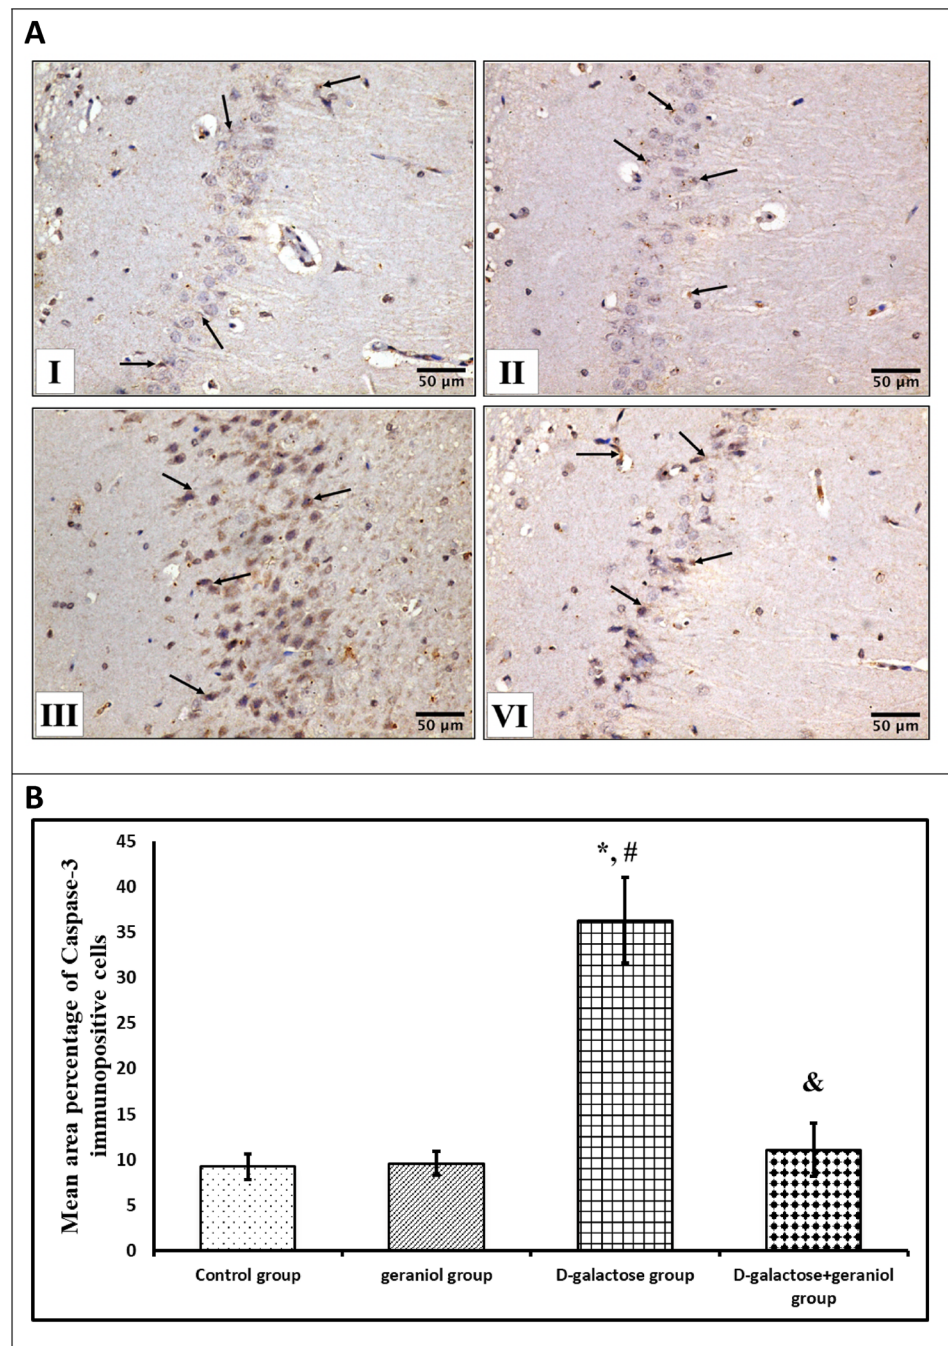 A
I
50 µm
II
50 µm
III
50 µm
VI
50 µm
B
Mean area percentage of Caspase-3
immunopositive cells
45
40
35
30
25
20
15
10
5
0
*, #
&
Control group
geraniol group
D-galactose group
D-galactose+geraniol
group